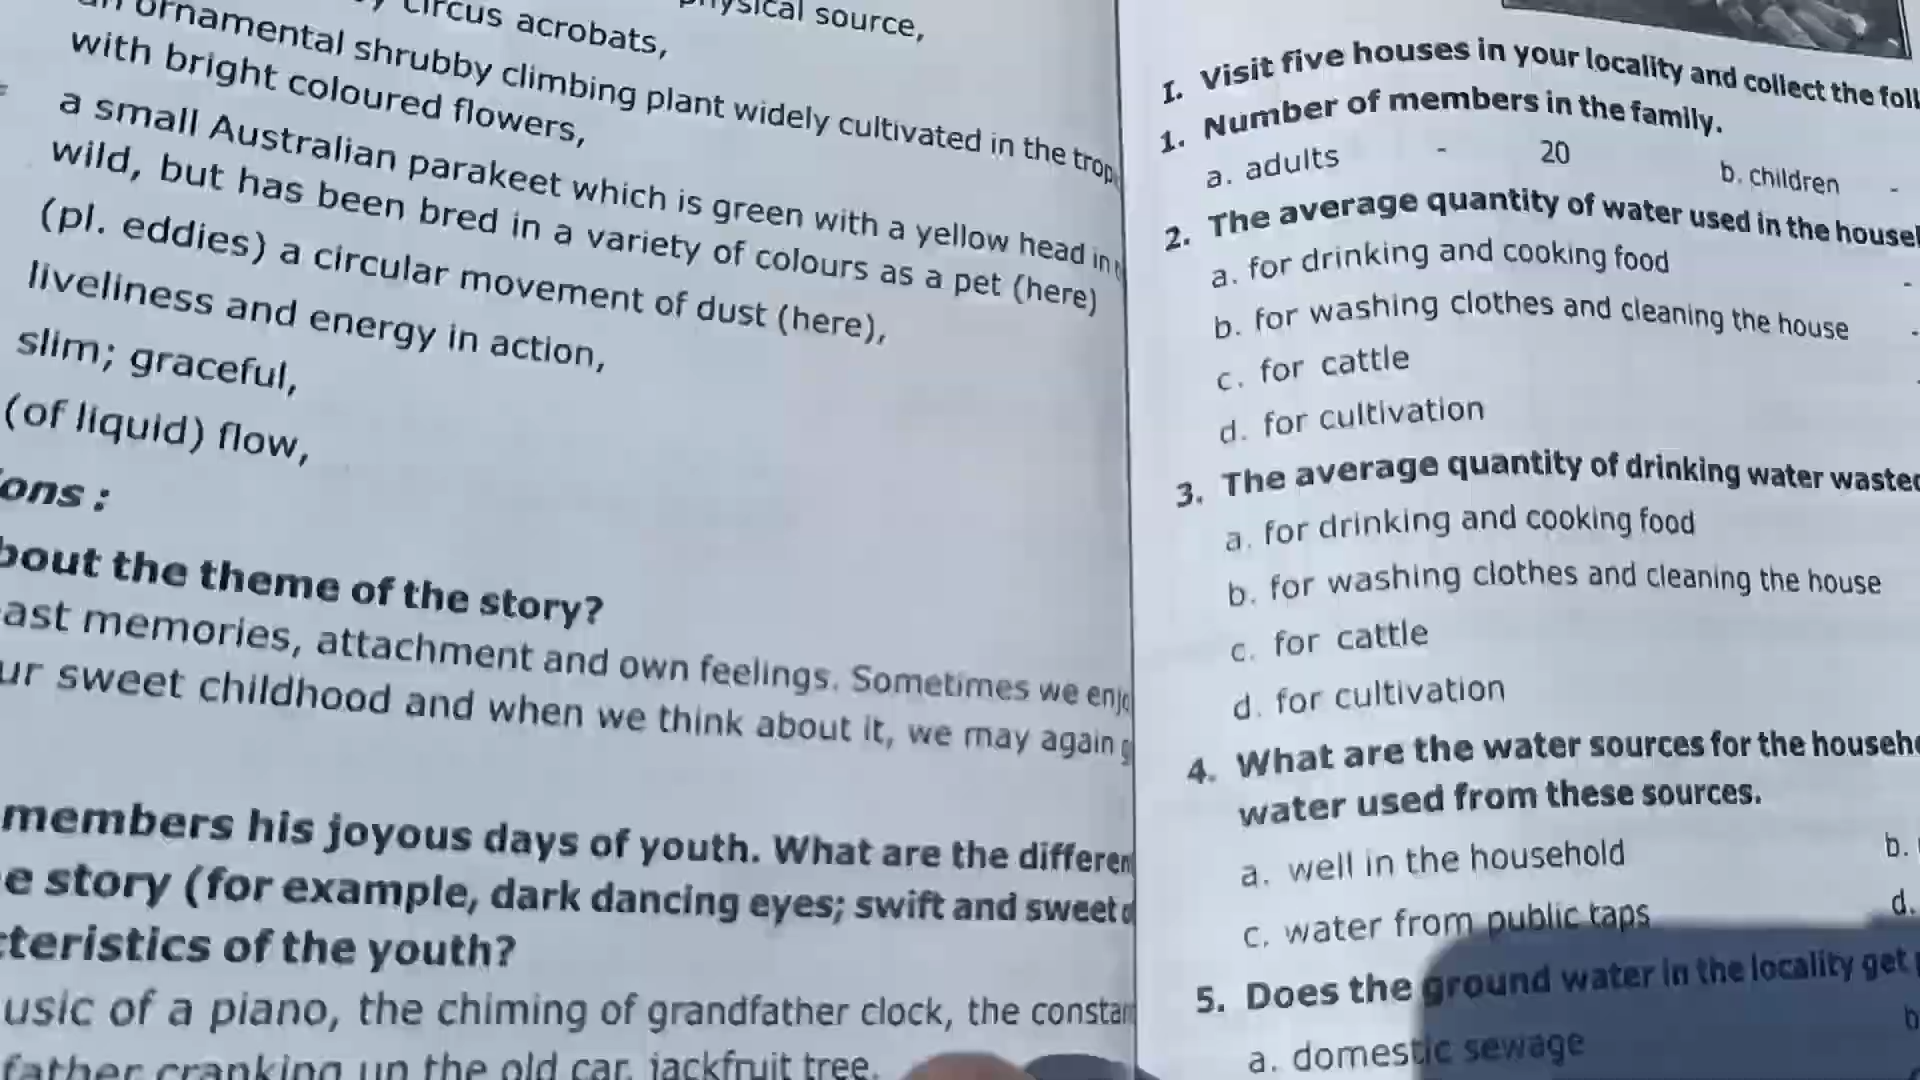 physical source,
circus acrobats,
ornamental shrubby climbing plant widely cultivated in the trop
with bright coloured flowers,
a small Australian parakeet which is green with a yellow head in
wild, but has been bred in a variety of colours as a pet (here)
(pl. eddies) a circular movement of dust (here),
liveliness and energy in action,
slim; graceful,
(of liquid) flow,
ons :
bout the theme of the story?
ast memories, attachment and own feelings. Sometimes we enjo
ur sweet childhood and when we think about it, we may again g
members his joyous days of youth. What are the differen
e story (for example, dark dancing eyes; swift and sweet
cteristics of the youth?
usic of a piano, the chiming of grandfather clock, the constan
father cranking up the old car, jackfruit tree.
I. Visit five houses in your locality and collect the foll
1. Number of members in the family.
a. adults - 20 b. children -
2. The average quantity of water used in the househ
a. for drinking and cooking food -
b. for washing clothes and cleaning the house -
c. for cattle
d. for cultivation
3. The average quantity of drinking water wasted
a. for drinking and cooking food
b. for washing clothes and cleaning the house
c. for cattle
d. for cultivation
4. What are the water sources for the househo
water used from these sources.
a. well in the household b.
c. water from public taps d.
5. Does the ground water in the locality get
a. domestic sewage b